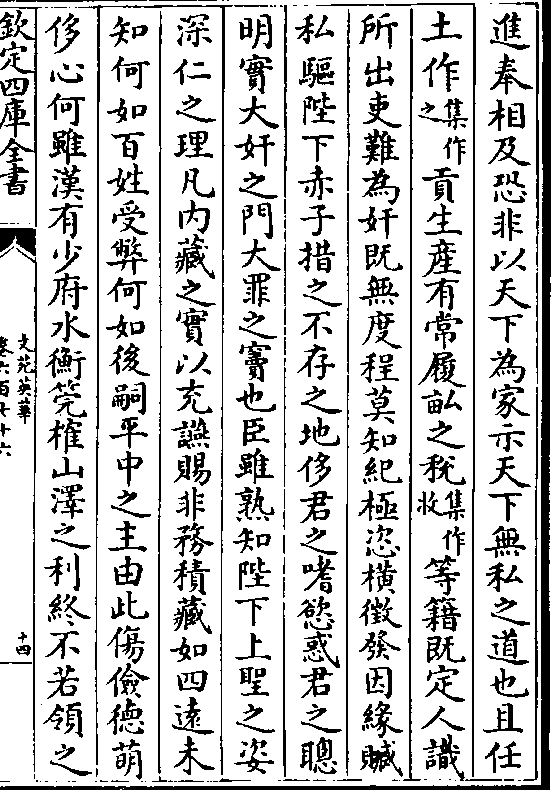 進奉相及恐非以天下為家示天下無私之道也且任
土作集作之貢生産有常履畝之税集作收等籍既定人識
所出吏難為奸既無度程莫知紀極恣橫徵發因緣贓
私驅陛下赤子措之不存之地侈君之嗜慾惑君之聰
明實大奸之門大罪之竇也臣雖熟知陛下上聖之姿
深仁之理凡内藏之實以充讌賜非務積藏如四遠未
知何如百姓受弊何如後嗣平中之主由此傷儉德萌
侈心何雖漢有少府水衡筦榷山澤之利終不若領之
欽定四庫全書
文苑英華
卷六百廿十六
十四